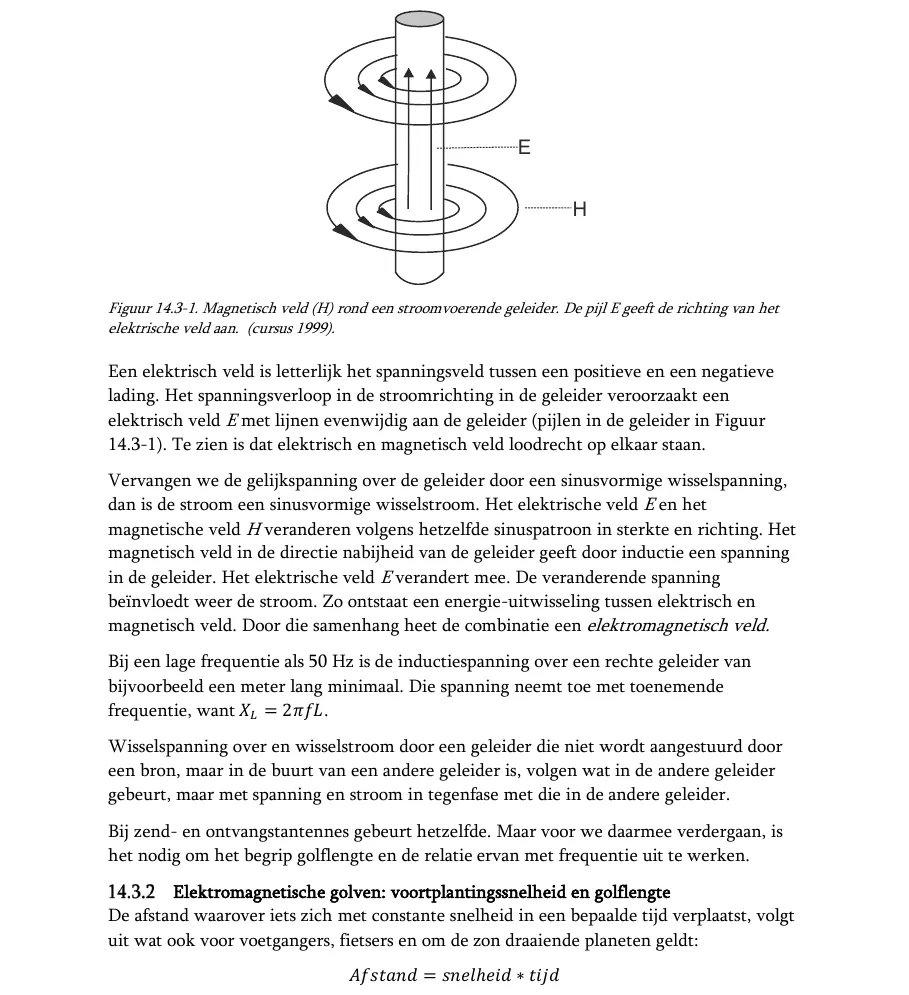 E
H
Figuur 14.3-1. Magnetisch veld (H) rond een stroomvoerende geleider. De pijl E geeft de richting van het
elektrische veld aan. (cursus 1999).
Een elektrisch veld is letterlijk het spanningsveld tussen een positieve en een negatieve
lading. Het spanningsverloop in de stroomrichting in de geleider veroorzaakt een
elektrisch veld E met lijnen evenwijdig aan de geleider (pijlen in de geleider in Figuur
14.3-1). Te zien is dat elektrisch en magnetisch veld loodrecht op elkaar staan.
Vervangen we de gelijkspanning over de geleider door een sinusvormige wisselspanning,
dan is de stroom een sinusvormige wisselstroom. Het elektrische veld E en het
magnetische veld H veranderen volgens hetzelfde sinuspatroon in sterkte en richting. Het
magnetisch veld in de directie nabijheid van de geleider geeft door inductie een spanning
in de geleider. Het elektrische veld E verandert mee. De veranderende spanning
beïnvloedt weer de stroom. Zo ontstaat een energie-uitwisseling tussen elektrisch en
magnetisch veld. Door die samenhang heet de combinatie een elektromagnetisch veld.
Bij een lage frequentie als 50 Hz is de inductiespanning over een rechte geleider van
bijvoorbeeld een meter lang minimaal. Die spanning neemt toe met toenemende
frequentie, want X_L = 2πfL.
Wisselspanning over en wisselstroom door een geleider die niet wordt aangestuurd door
een bron, maar in de buurt van een andere geleider is, volgen wat in de andere geleider
gebeurt, maar met spanning en stroom in tegenfase met die in de andere geleider.
Bij zend- en ontvangstantennes gebeurt hetzelfde. Maar voor we daarmee verdergaan, is
het nodig om het begrip golflengte en de relatie ervan met frequentie uit te werken.
14.3.2 Elektromagnetische golven: voortplantingssnelheid en golflengte
De afstand waarover iets zich met constante snelheid in een bepaalde tijd verplaatst, volgt
uit wat ook voor voetgangers, fietsers en om de zon draaiende planeten geldt:
Afstand = snelheid * tijd